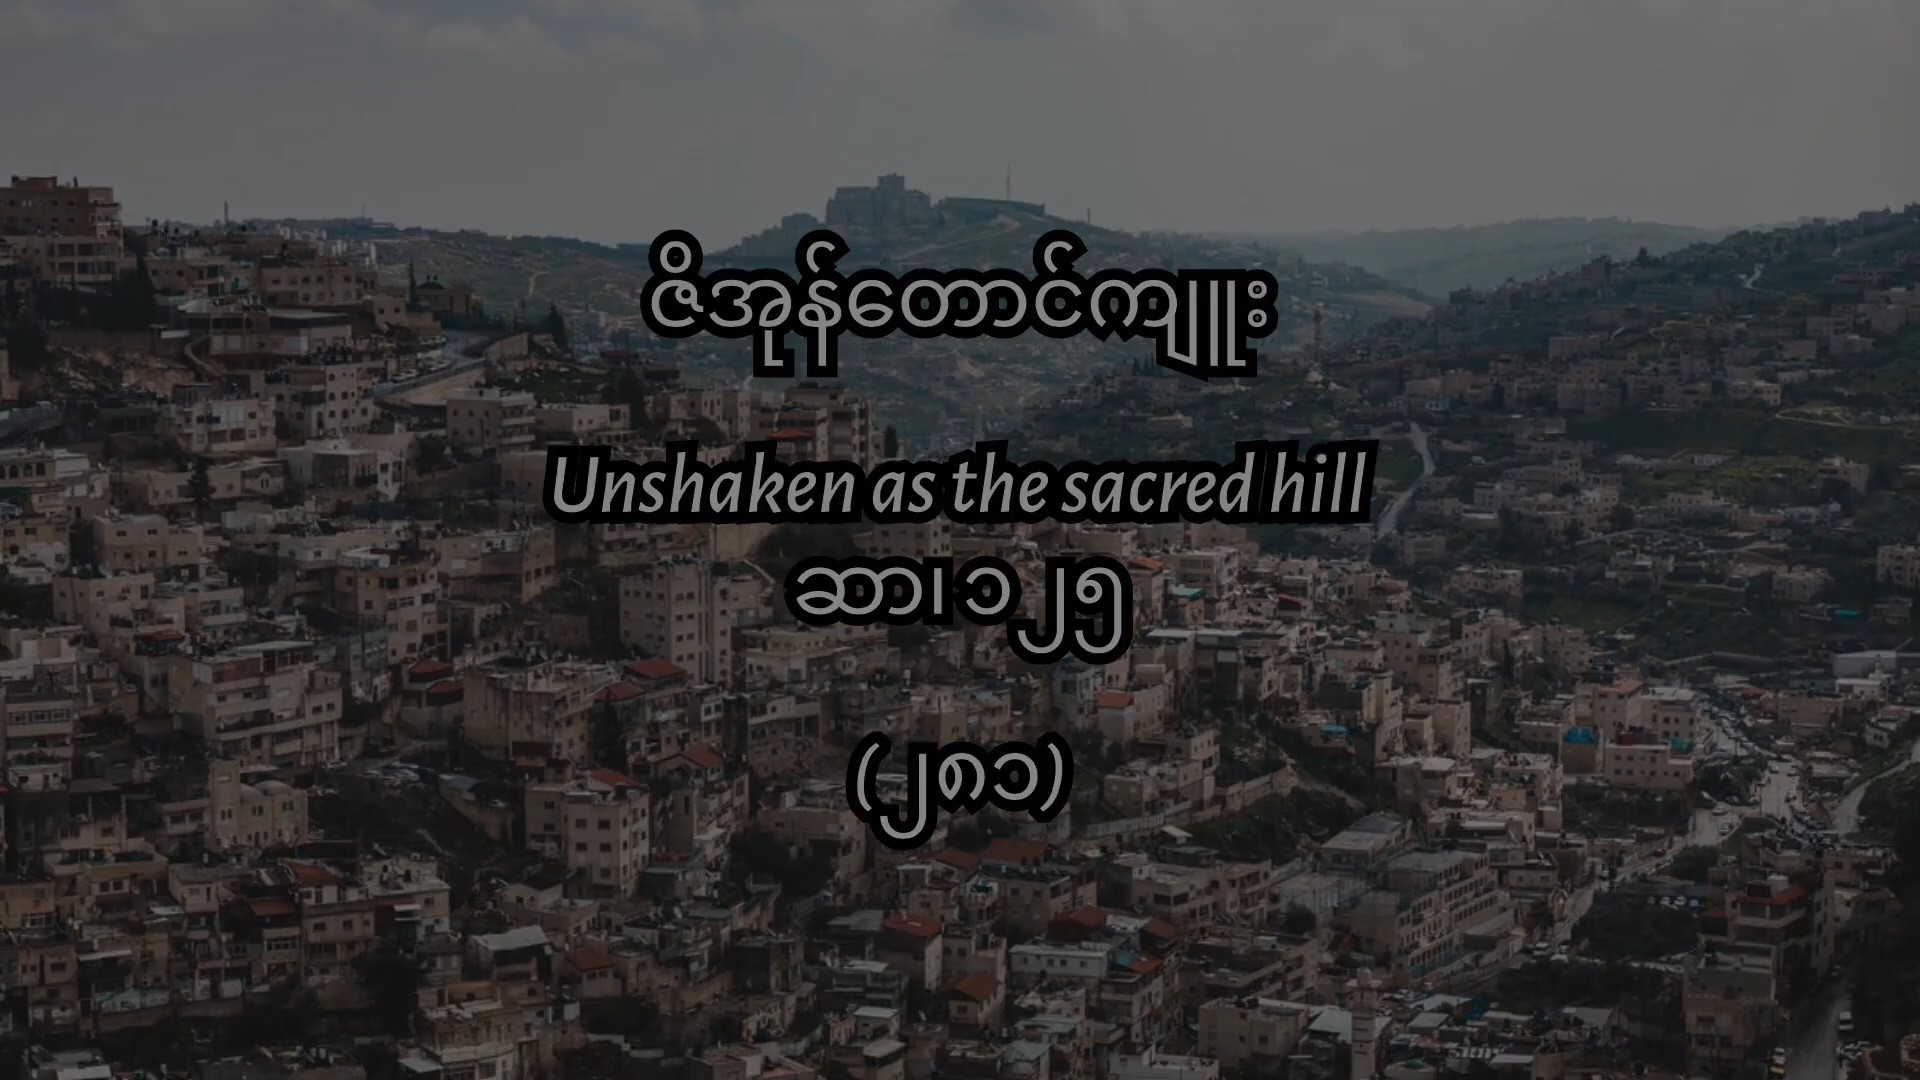 ဇိအုန်တောင်ကျူး
Unshaken as the sacred hill
ဆာ၊၁၂၅
(၂၈၁)